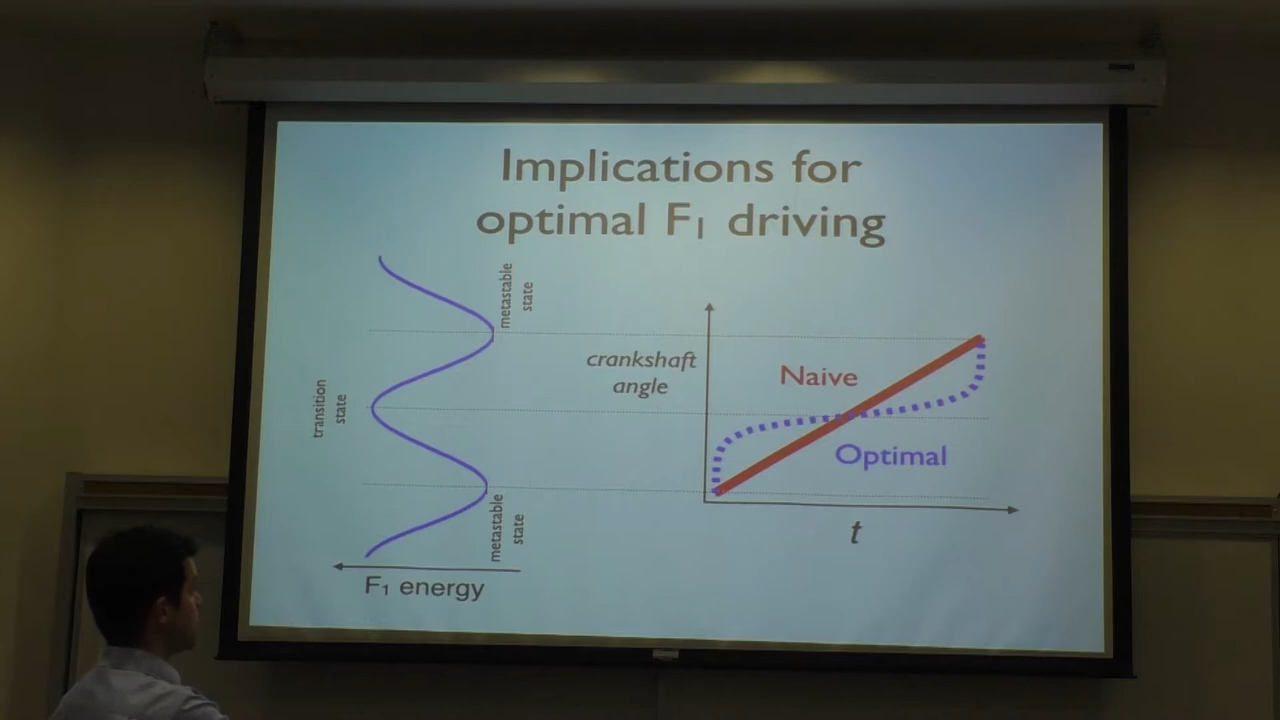 Implications for
optimal F₁ driving
metastable
state
transition
state
metastable
state
F₁ energy
crankshaft
angle
Naive
Optimal
t